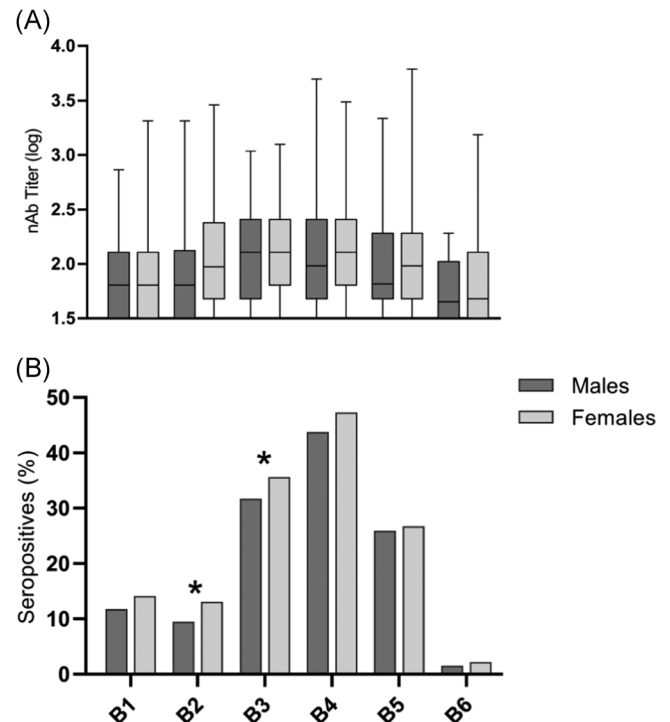 (A)
4.0
3.5
3.0
2.5
2.0
1.5
nAb Titer (log)
(B)
50
40
30
20
10
0
Seropositives (%)
*
*
B1 B2 B3 B4 B5 B6
Males
Females